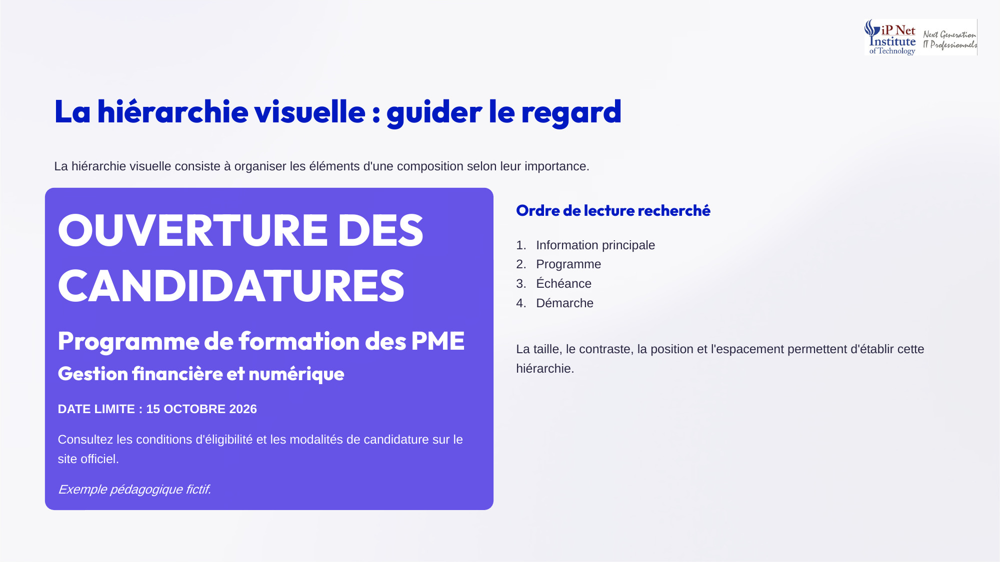 iP Net
Institute
of Technology
Next Generation
IT Professionnels
La hiérarchie visuelle : guider le regard
La hiérarchie visuelle consiste à organiser les éléments d'une composition selon leur importance.
OUVERTURE DES
CANDIDATURES
Programme de formation des PME
Gestion financière et numérique
DATE LIMITE : 15 OCTOBRE 2026
Consultez les conditions d'éligibilité et les modalités de candidature sur le
site officiel.
Exemple pédagogique fictif.
Ordre de lecture recherché
1. Information principale
2. Programme
3. Échéance
4. Démarche
La taille, le contraste, la position et l'espacement permettent d'établir cette
hiérarchie.